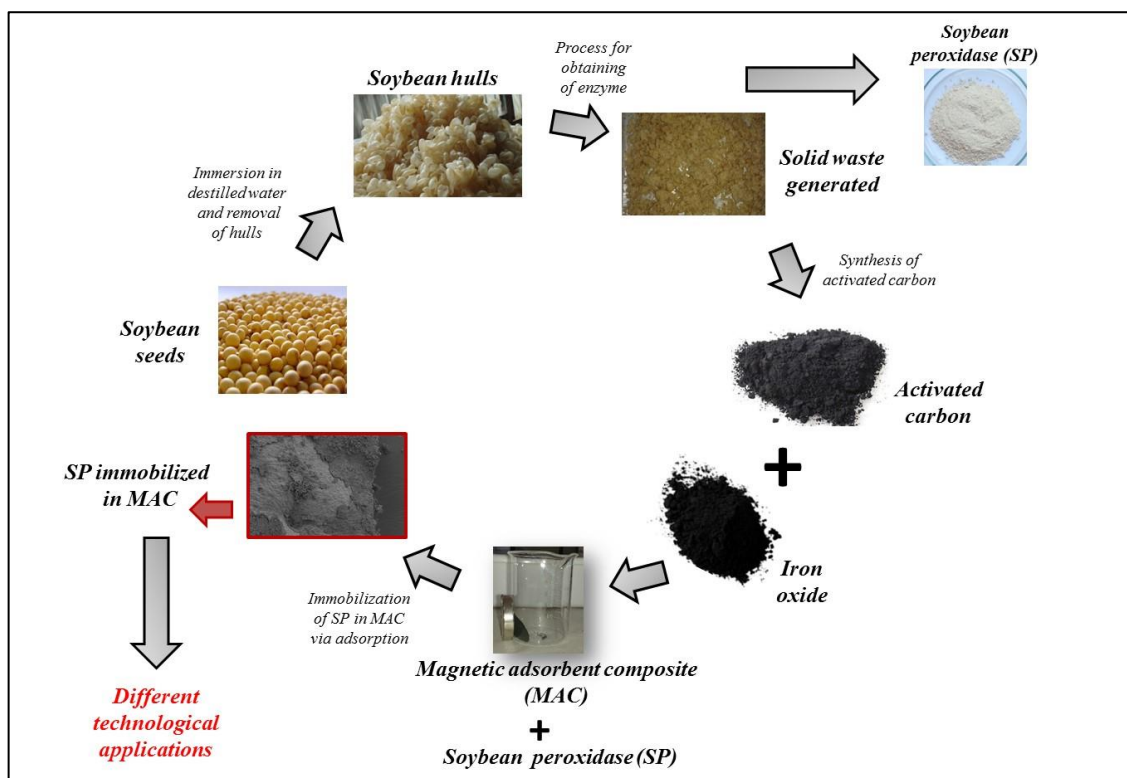 Soybean
peroxidase (SP)
Process for
obtaining
of enzyme
Soybean hulls
Solid waste
generated
Immersion in
destilled water
and removal
of hulls
Synthesis of
activated carbon
Soybean
seeds
Activated
carbon
+
SP immobilized
in MAC
Iron
oxide
Immobilization
of SP in MAC
via adsorption
Magnetic adsorbent composite
(MAC)
+
Soybean peroxidase (SP)
Different
technological
applications